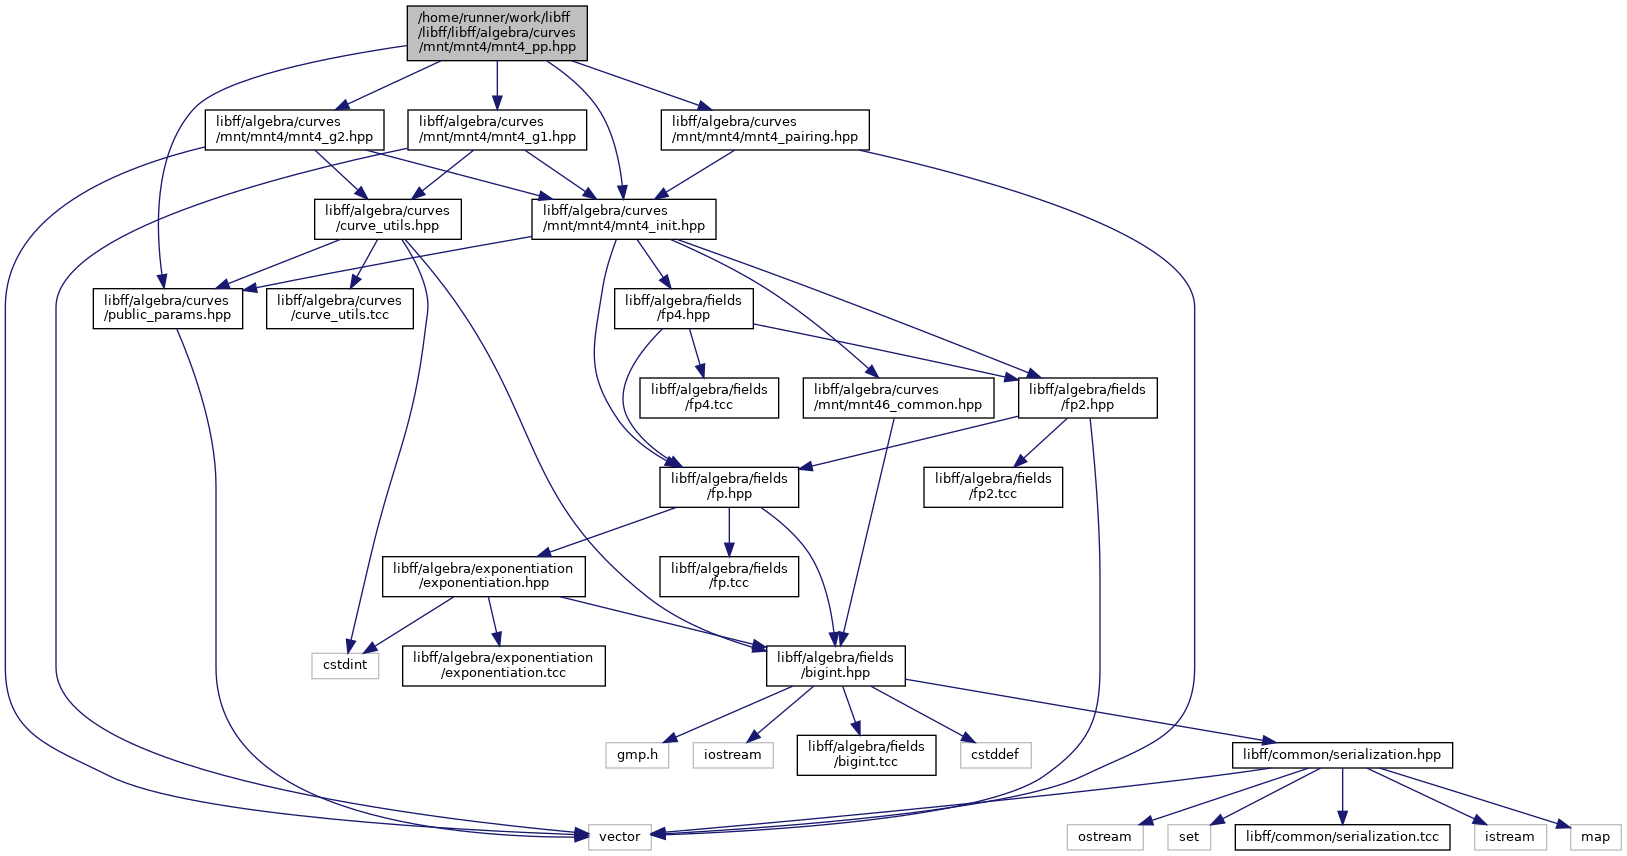 /home/runner/work/libff
/libff/libff/algebra/curves
/mnt/mnt4/mnt4_pp.hpp
libff/algebra/curves
/mnt/mnt4/mnt4_g2.hpp
libff/algebra/curves
/mnt/mnt4/mnt4_g1.hpp
libff/algebra/curves
/mnt/mnt4/mnt4_pairing.hpp
libff/algebra/curves
/curve_utils.hpp
libff/algebra/curves
/mnt/mnt4/mnt4_init.hpp
libff/algebra/curves
/public_params.hpp
libff/algebra/curves
/curve_utils.tcc
libff/algebra/fields
/fp4.hpp
libff/algebra/fields
/fp4.tcc
libff/algebra/curves
/mnt/mnt46_common.hpp
libff/algebra/fields
/fp2.hpp
libff/algebra/fields
/fp.hpp
libff/algebra/fields
/fp2.tcc
libff/algebra/exponentiation
/exponentiation.hpp
libff/algebra/fields
/fp.tcc
cstdint
libff/algebra/exponentiation
/exponentiation.tcc
libff/algebra/fields
/bigint.hpp
gmp.h
iostream
libff/algebra/fields
/bigint.tcc
cstddef
libff/common/serialization.hpp
vector
ostream
set
libff/common/serialization.tcc
istream
map